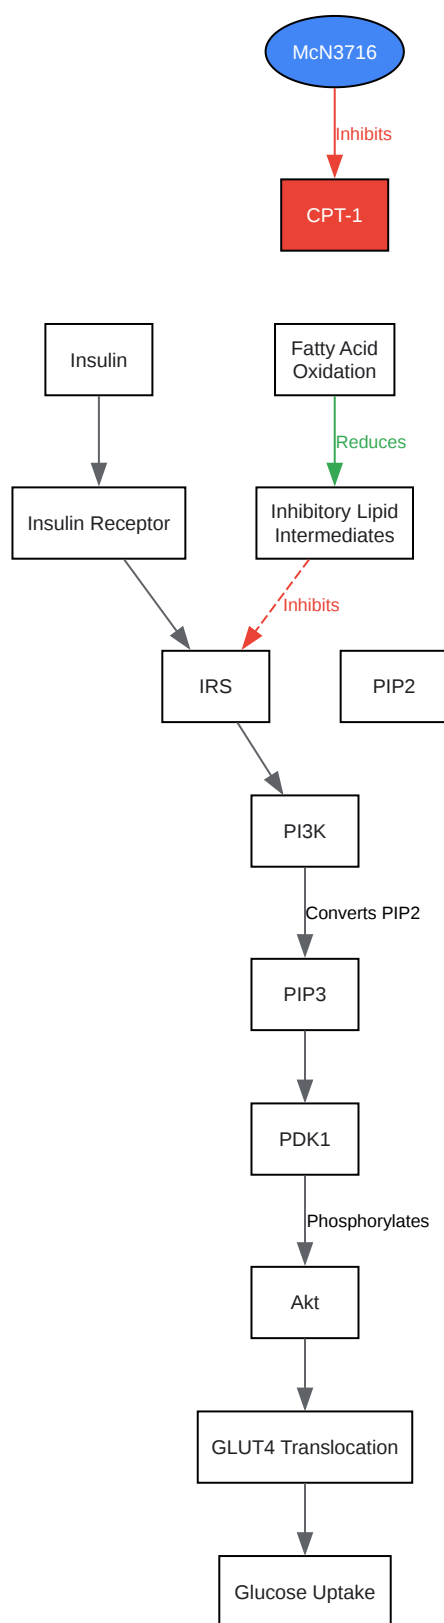 McN3716
Inhibits
CPT-1
Insulin
Fatty Acid
Oxidation
Reduces
Insulin Receptor
Inhibitory Lipid
Intermediates
Inhibits
IRS
PIP2
PI3K
Converts PIP2
PIP3
PDK1
Phosphorylates
Akt
GLUT4 Translocation
Glucose Uptake